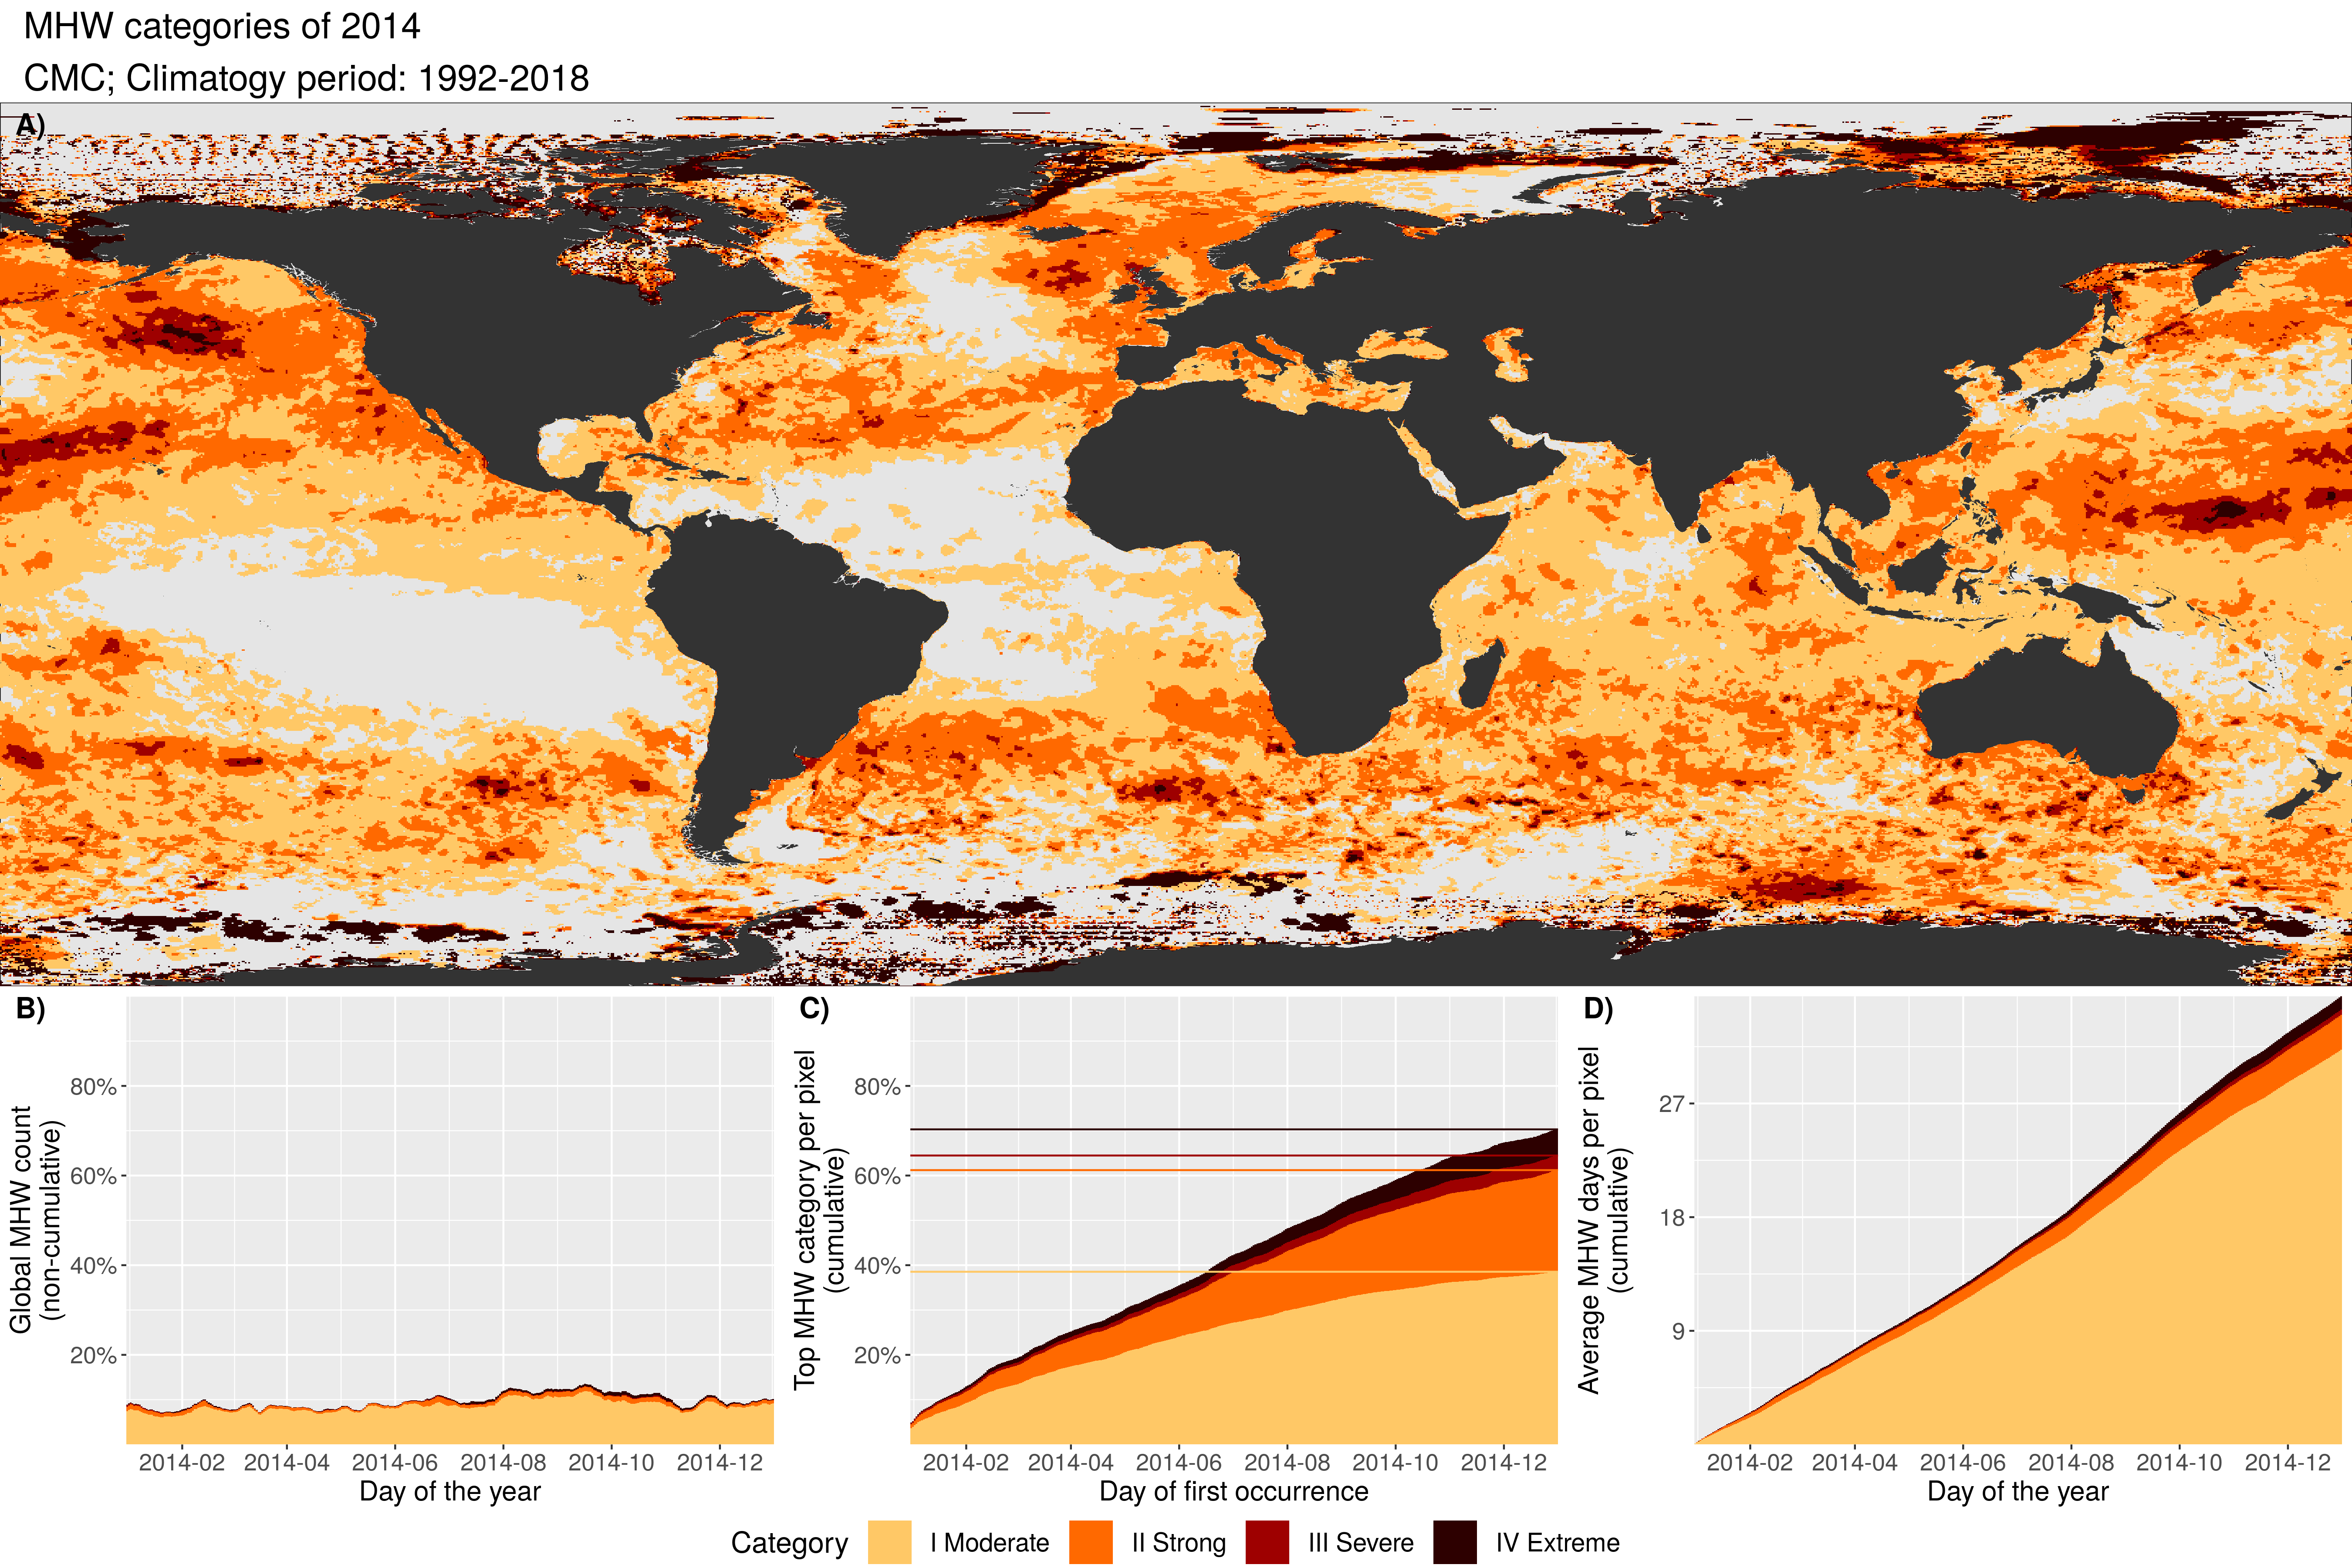 MHW categories of 2014
CMC; Climatogy period: 1992-2018
A)
B)
Global MHW count
(non-cumulative)
80%
60%
40%
20%
2014-02 2014-04 2014-06 2014-08 2014-10 2014-12
Day of the year
C)
Top MHW category per pixel
(cumulative)
80%
60%
40%
20%
2014-02 2014-04 2014-06 2014-08 2014-10 2014-12
Day of first occurrence
D)
Average MHW days per pixel
(cumulative)
27
18
9
2014-02 2014-04 2014-06 2014-08 2014-10 2014-12
Day of the year
Category I Moderate II Strong III Severe IV Extreme